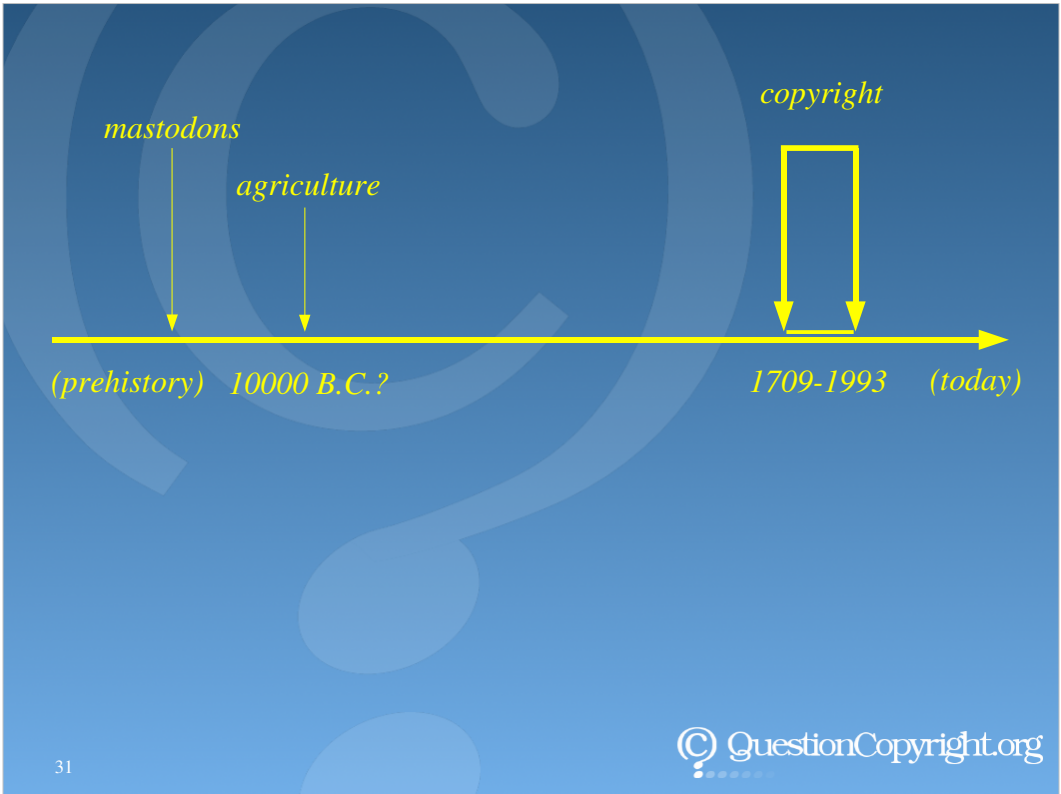 copyright
mastodons
agriculture
(prehistory) 10000 B.C.? 1709-1993 (today)
© QuestionCopyright.org
31